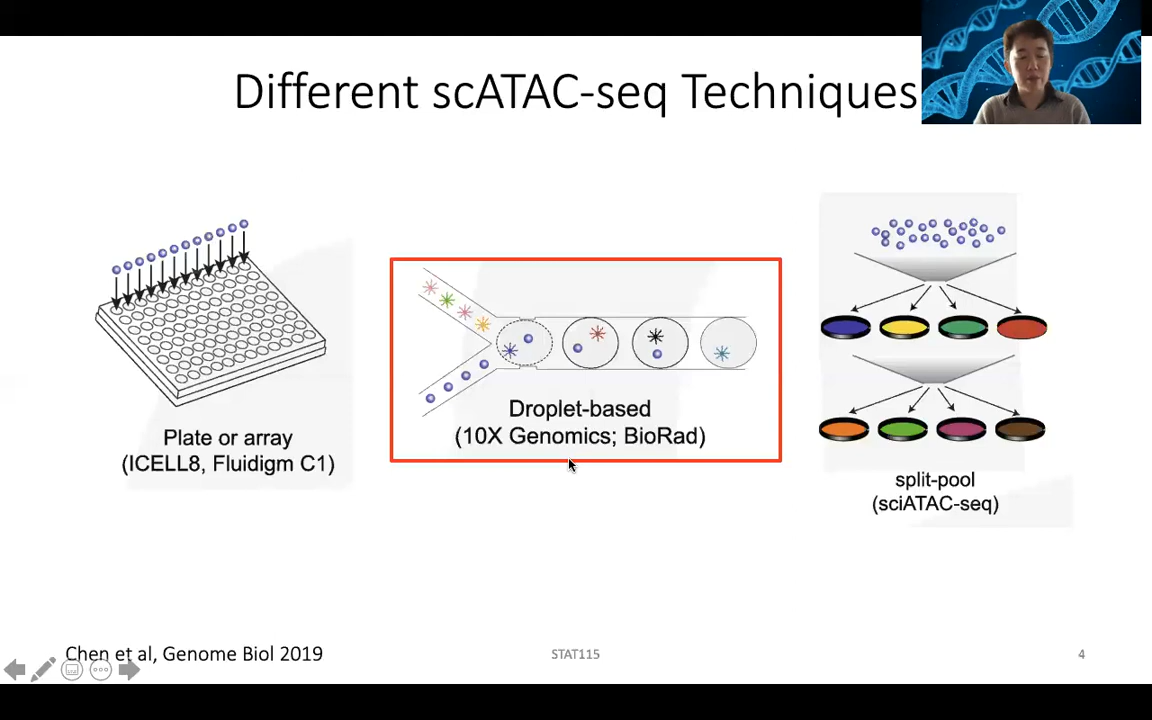 Different scATAC-seq Techniques
Plate or array
(ICELL8, Fluidigm C1)
Droplet-based
(10X Genomics; BioRad)
split-pool
(sciATAC-seq)
Chen et al, Genome Biol 2019
STAT115
4